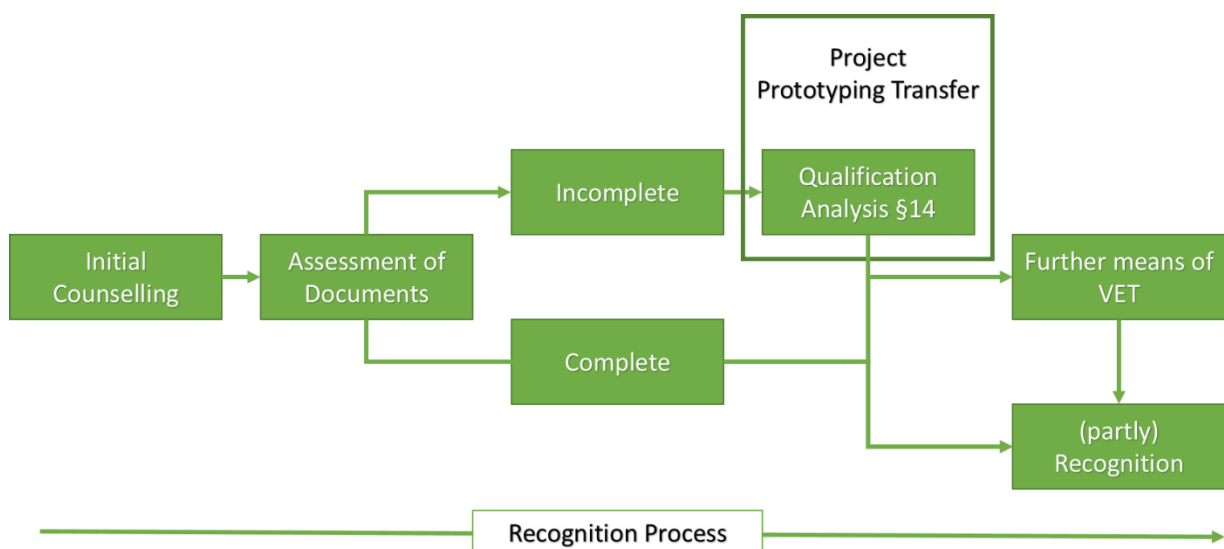 Project
Prototyping Transfer
Incomplete
Qualification
Analysis §14
Initial
Counselling
Assessment of
Documents
Further means of
VET
Complete
(partly)
Recognition
Recognition Process